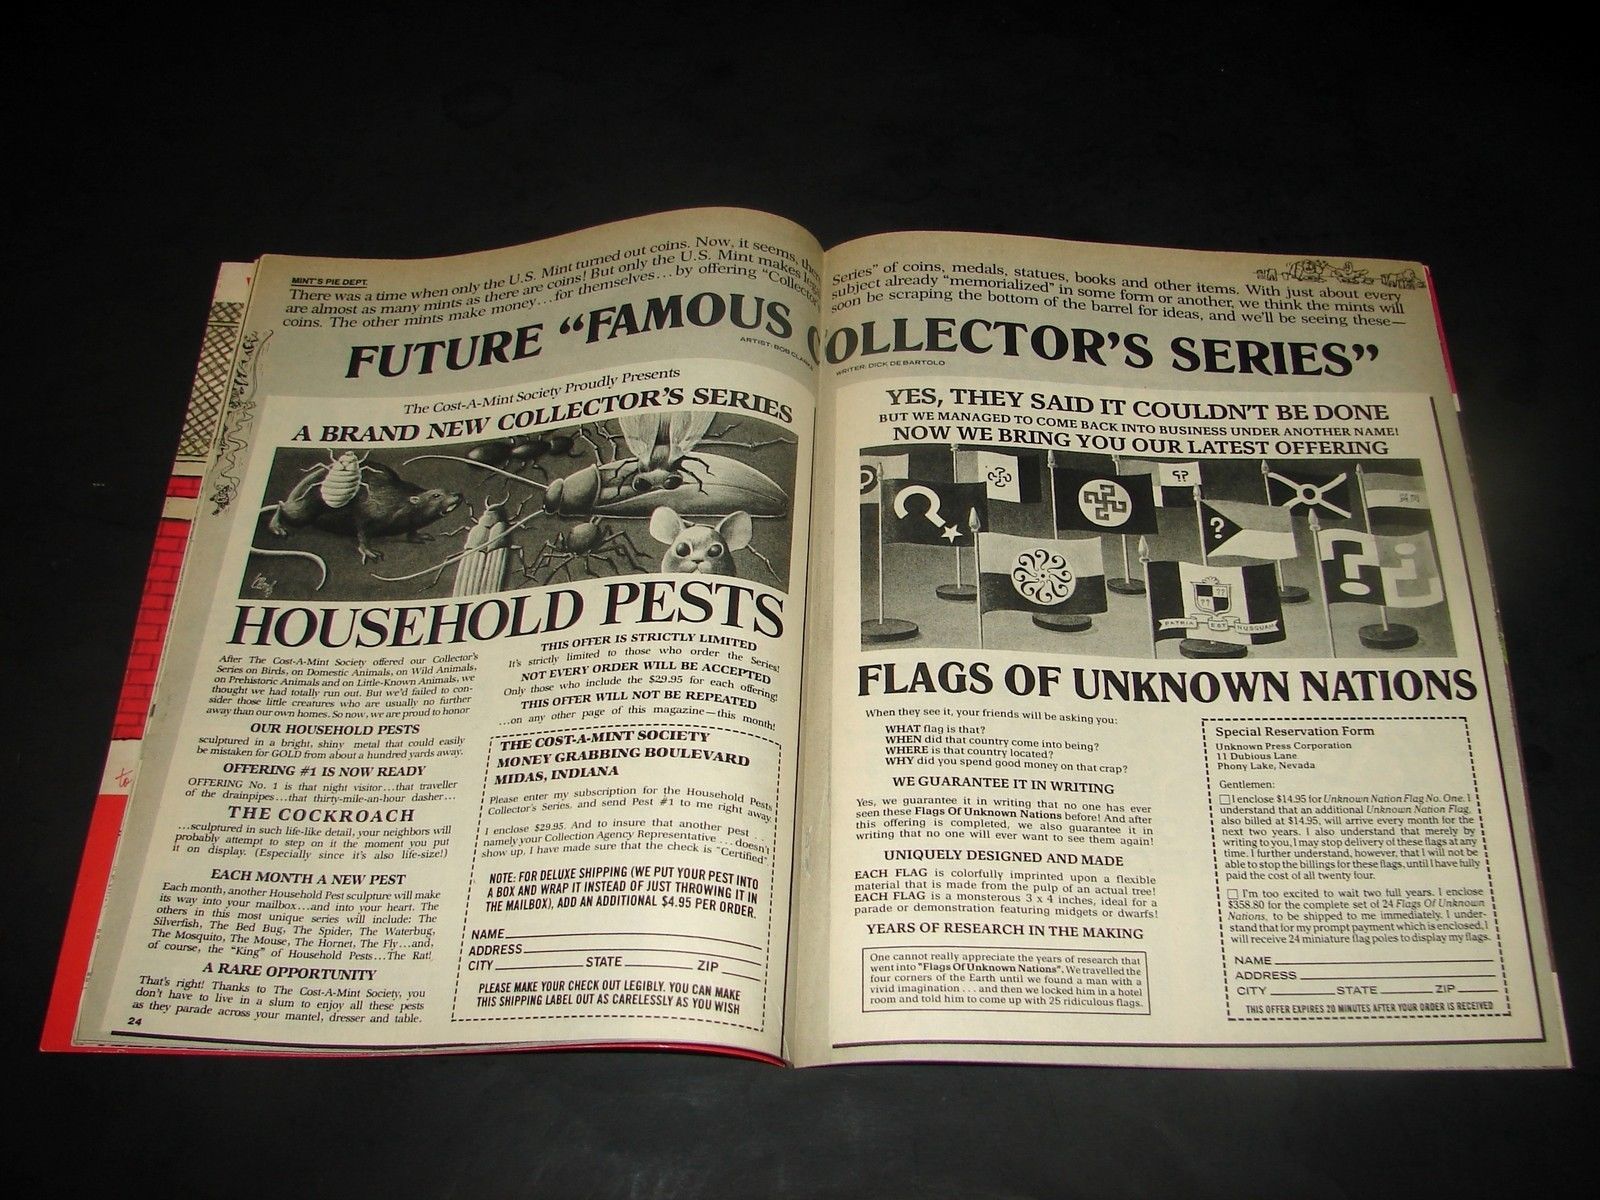 MINT'S PIE DEPT.
There was a time when only the U.S. Mint turned out coins. Now, it seems, there
are almost as many mints as there are coins! But only the U.S. Mint makes
coins. The other mints make money...for themselves...by offering "Collector's
Series" of coins, medals, statues, books and other items. With just about every
subject already "memorialized" in some form or another, we think the mints will
soon be scraping the bottom of the barrel for ideas, and we'll be seeing these—
FUTURE "FAMOUS COLLECTOR'S SERIES"
ARTIST: BOB CLARKE
WRITER: DICK DE BARTOLO
The Cost-A-Mint Society Proudly Presents
A BRAND NEW COLLECTOR'S SERIES
HOUSEHOLD PESTS
After The Cost-A-Mint Society offered our Collector's
Series on Birds, on Domestic Animals, on Wild Animals,
on Prehistoric Animals and on Little-Known Animals, we
thought we had totally run out. But we'd failed to con-
sider those little creatures who are usually no further
away than our own homes. So now, we are proud to honor
OUR HOUSEHOLD PESTS
sculptured in a bright, shiny metal that could easily
be mistaken for GOLD from about a hundred yards away.
OFFERING #1 IS NOW READY
OFFERING No. 1 is that night visitor...that traveller
of the drainpipes...that thirty-mile-an-hour dasher...
THE COCKROACH
...sculptured in such life-like detail, your neighbors will
probably attempt to step on it the moment you put
it on display. (Especially since it's also life-size!)
EACH MONTH A NEW PEST
Each month, another Household Pest sculpture will make
its way into your mailbox...and into your heart. The
others in this most unique series will include: The
Silverfish, The Bed Bug, The Spider, The Waterbug,
The Mosquito, The Mouse, The Hornet, The Fly...and,
of course, the "King" of Household Pests...The Rat!
A RARE OPPORTUNITY
That's right! Thanks to The Cost-A-Mint Society, you
don't have to live in a slum to enjoy all these pests
as they parade across your mantel, dresser and table.
24
THIS OFFER IS STRICTLY LIMITED
It's strictly limited to those who order the Series!
NOT EVERY ORDER WILL BE ACCEPTED
Only those who include the $29.95 for each offering!
THIS OFFER WILL NOT BE REPEATED
...on any other page of this magazine—this month!
THE COST-A-MINT SOCIETY
MONEY GRABBING BOULEVARD
MIDAS, INDIANA
Please enter my subscription for the Household Pests
Collector's Series, and send Pest #1 to me right away.
I enclose $29.95. And to insure that another pest...
namely your Collection Agency Representative...doesn't
show up, I have made sure that the check is "Certified"
NOTE: FOR DELUXE SHIPPING (WE PUT YOUR PEST INTO
A BOX AND WRAP IT INSTEAD OF JUST THROWING IT IN
THE MAILBOX), ADD AN ADDITIONAL $4.95 PER ORDER.
NAME
ADDRESS
CITY STATE ZIP
PLEASE MAKE YOUR CHECK OUT LEGIBLY. YOU CAN MAKE
THIS SHIPPING LABEL OUT AS CARELESSLY AS YOU WISH
YES, THEY SAID IT COULDN'T BE DONE
BUT WE MANAGED TO COME BACK INTO BUSINESS UNDER ANOTHER NAME!
NOW WE BRING YOU OUR LATEST OFFERING
??
?
?? ??
PATRIA EST NUSQUAM
FLAGS OF UNKNOWN NATIONS
When they see it, your friends will be asking you:
WHAT flag is that?
WHEN did that country come into being?
WHERE is that country located?
WHY did you spend good money on that crap?
WE GUARANTEE IT IN WRITING
Yes, we guarantee it in writing that no one has ever
seen these Flags Of Unknown Nations before! And after
this offering is completed, we also guarantee it in
writing that no one will ever want to see them again!
UNIQUELY DESIGNED AND MADE
EACH FLAG is colorfully imprinted upon a flexible
material that is made from the pulp of an actual tree!
EACH FLAG is a monsterous 3 x 4 inches, ideal for a
parade or demonstration featuring midgets or dwarfs!
YEARS OF RESEARCH IN THE MAKING
One cannot really appreciate the years of research that
went into "Flags Of Unknown Nations". We travelled the
four corners of the Earth until we found a man with a
vivid imagination...and then we locked him in a hotel
room and told him to come up with 25 ridiculous flags.
Special Reservation Form
Unknown Press Corporation
11 Dubious Lane
Phony Lake, Nevada
Gentlemen:
I enclose $14.95 for Unknown Nation Flag No. One. I
understand that an additional Unknown Nation Flag,
also billed at $14.95, will arrive every month for the
next two years. I also understand that merely by
writing to you, I may stop delivery of these flags at any
time. I further understand, however, that I will not be
able to stop the billings for these flags, until I have fully
paid the cost of all twenty four.
I'm too excited to wait two full years. I enclose
$358.80 for the complete set of 24 Flags Of Unknown
Nations, to be shipped to me immediately. I under-
stand that for my prompt payment which is enclosed, I
will receive 24 miniature flag poles to display my flags.
NAME
ADDRESS
CITY STATE ZIP
THIS OFFER EXPIRES 20 MINUTES AFTER YOUR ORDER IS RECEIVED